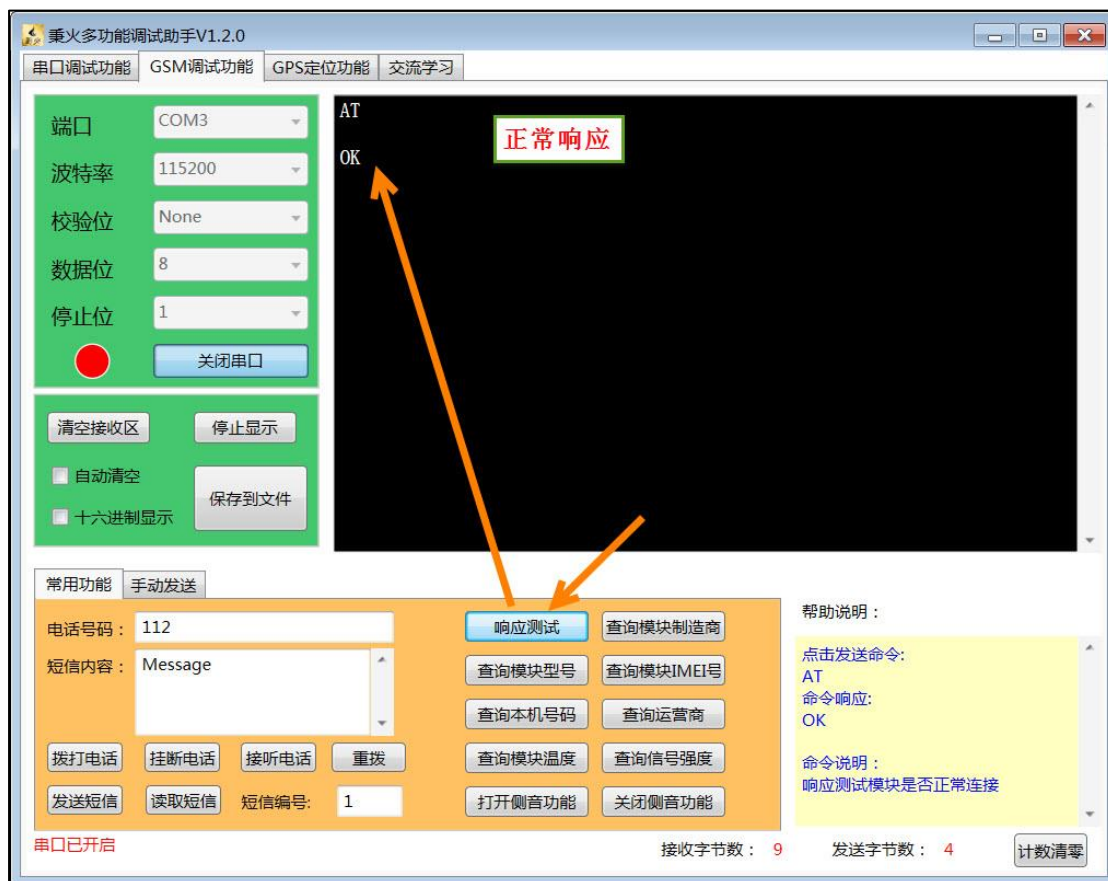 秉火多功能调试助手V1.2.0
串口调试功能 GSM调试功能 GPS定位功能 交流学习
端口 COM3
波特率 115200
校验位 None
数据位 8
停止位 1
关闭串口
AT
正常响应
OK
清空接收区 停止显示
自动清空
保存到文件
十六进制显示
常用功能 手动发送
电话号码： 112
短信内容： Message
拨打电话 挂断电话 接听电话 重拨
发送短信 读取短信 短信编号: 1
响应测试 查询模块制造商
查询模块型号 查询模块IMEI号
查询本机号码 查询运营商
查询模块温度 查询信号强度
打开侧音功能 关闭侧音功能
帮助说明：
点击发送命令:
AT
命令响应:
OK
命令说明：
响应测试模块是否正常连接
串口已开启
接收字节数： 9 发送字节数： 4 计数清零